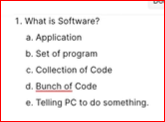 1. What is Software?
a. Application
b. Set of program
c. Collection of Code
d. Bunch of Code
e. Telling PC to do something.